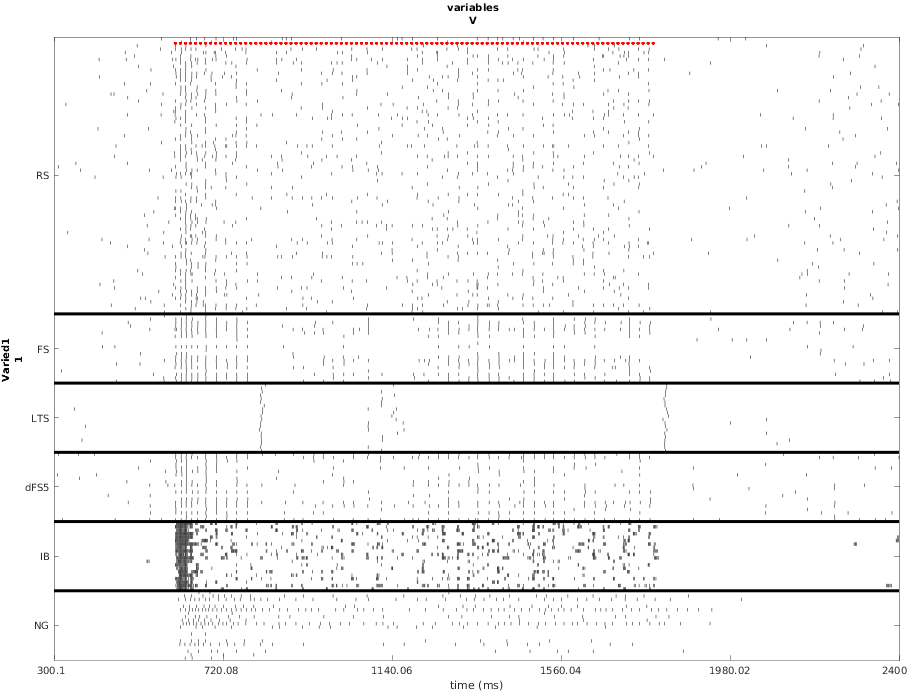 variables
V
RS
FS
LTS
dFS5
IB
NG
Varied1
1
300.1
720.08
1140.06
1560.04
1980.02
2400
time (ms)